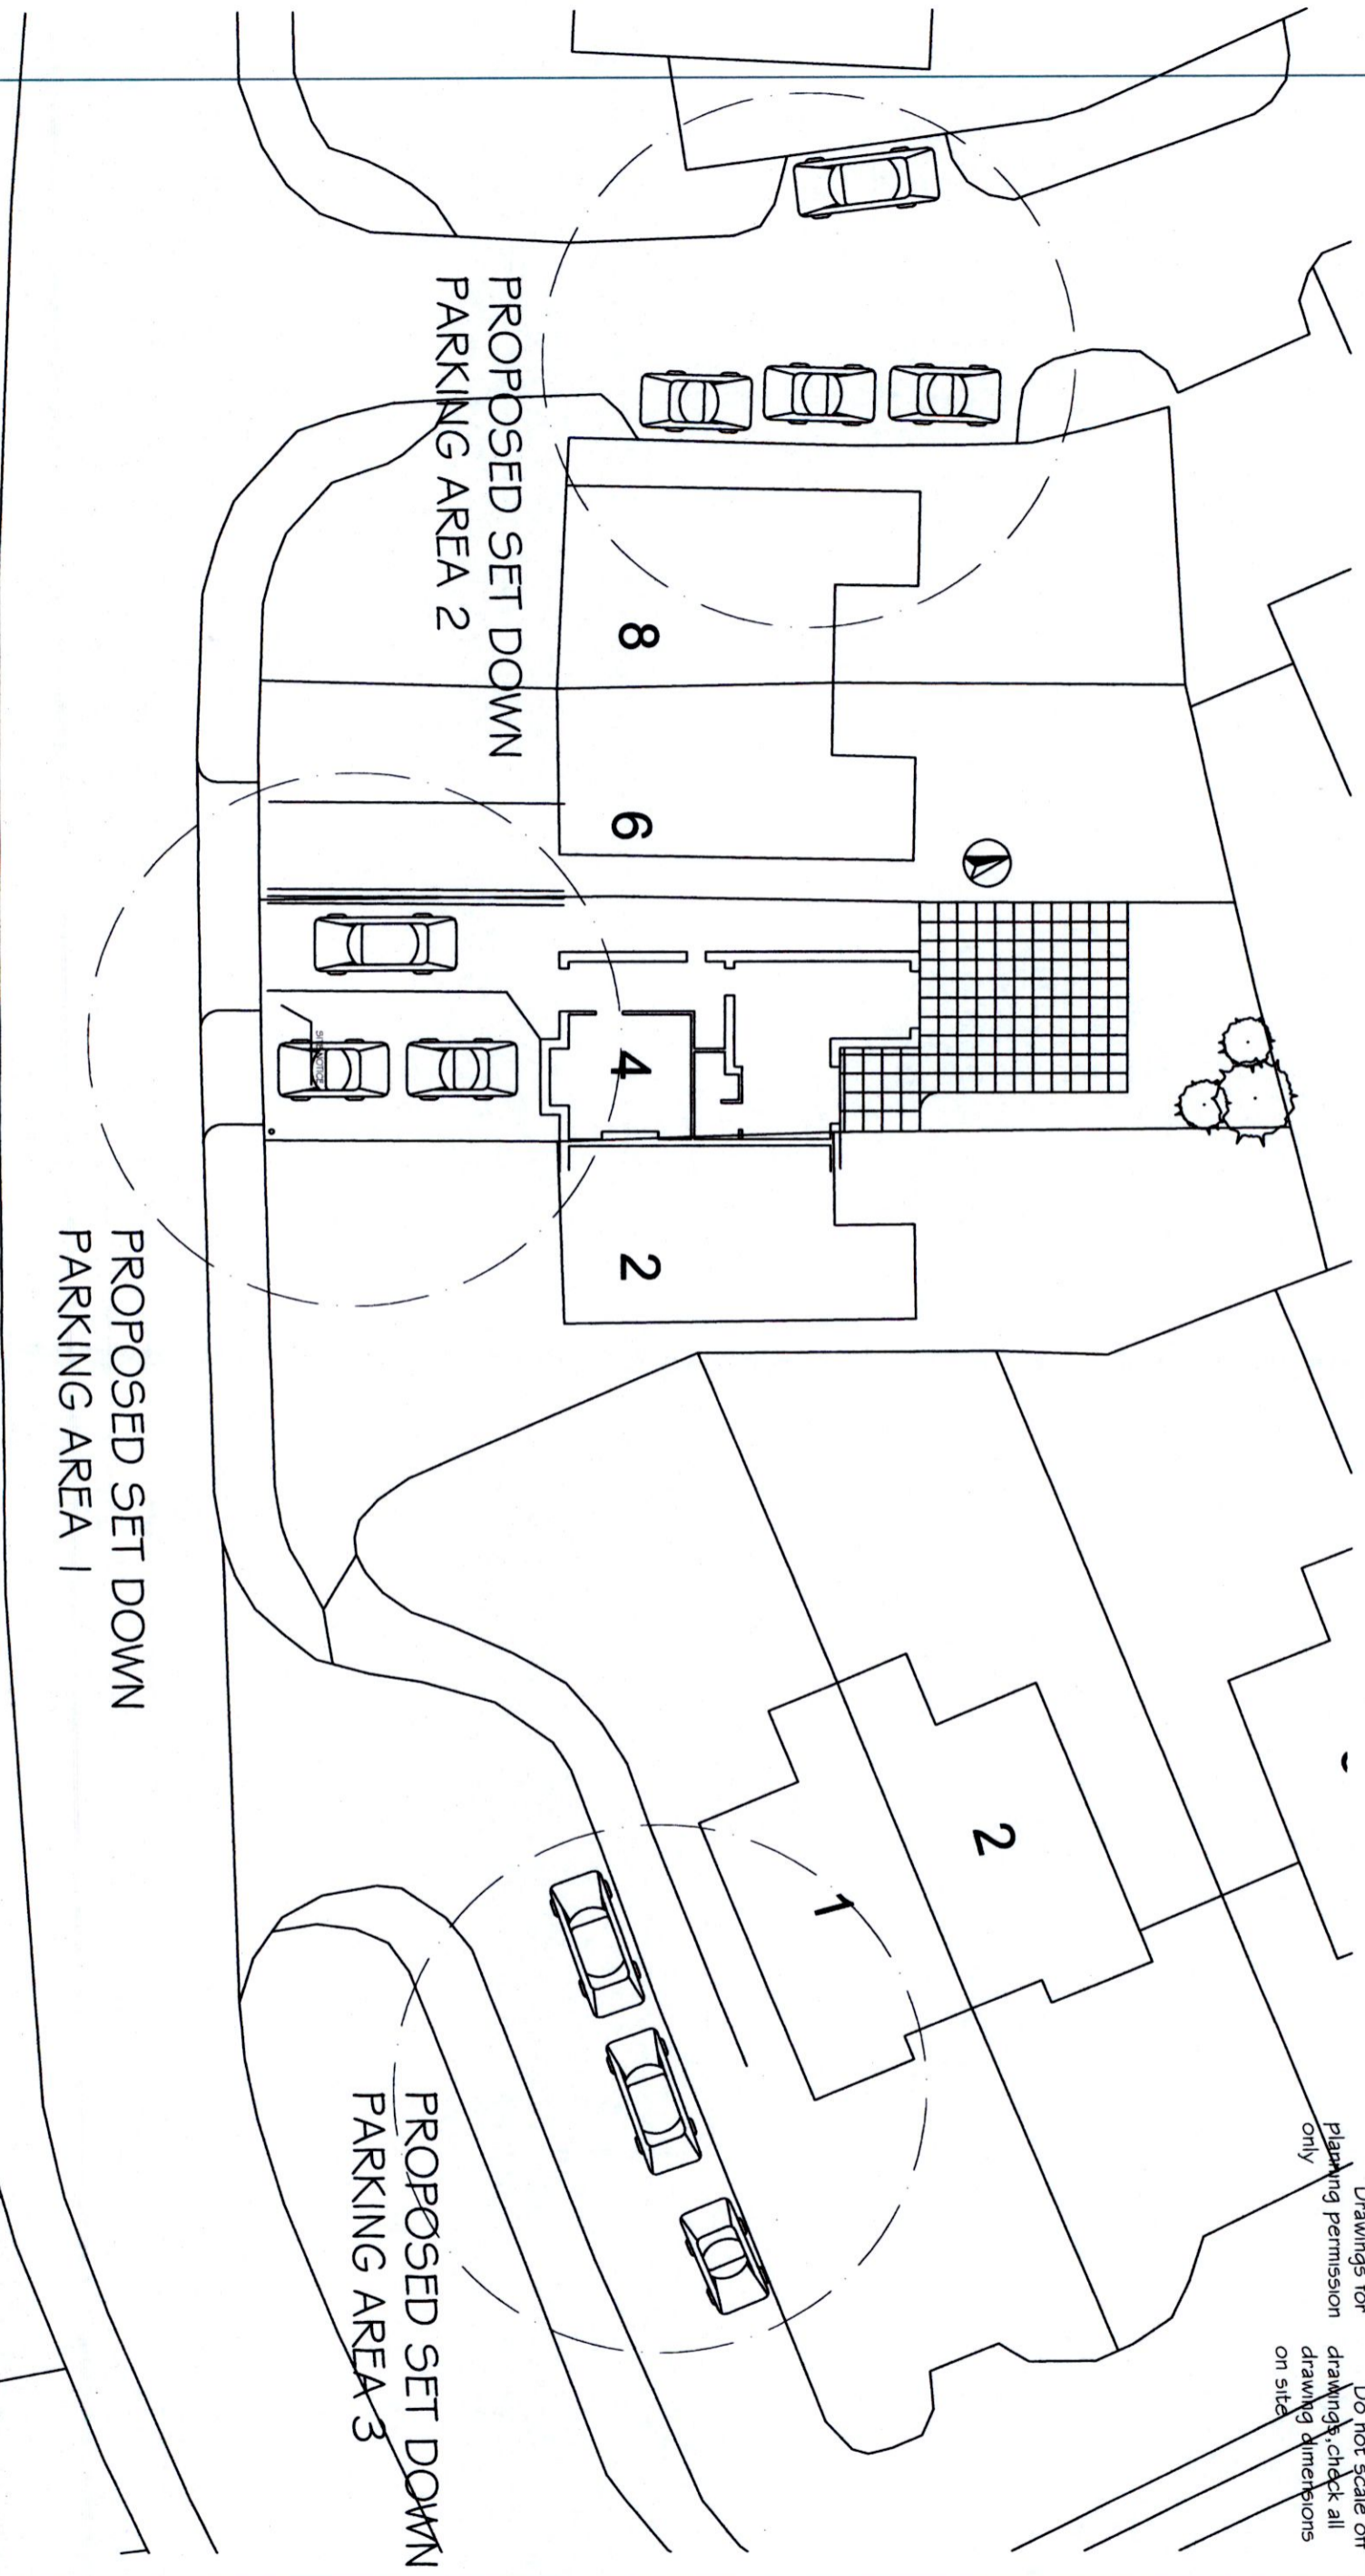 PROPOSED SET DOWN
PARKING AREA 2
8
6
4
SITE NOTICE
2
PROPOSED SET DOWN
PARKING AREA 1
2
1
PROPOSED SET DOWN
PARKING AREA 3
Drawings for
planning permission
only
Do not scale off
drawings,check all
drawing dimensions
on site